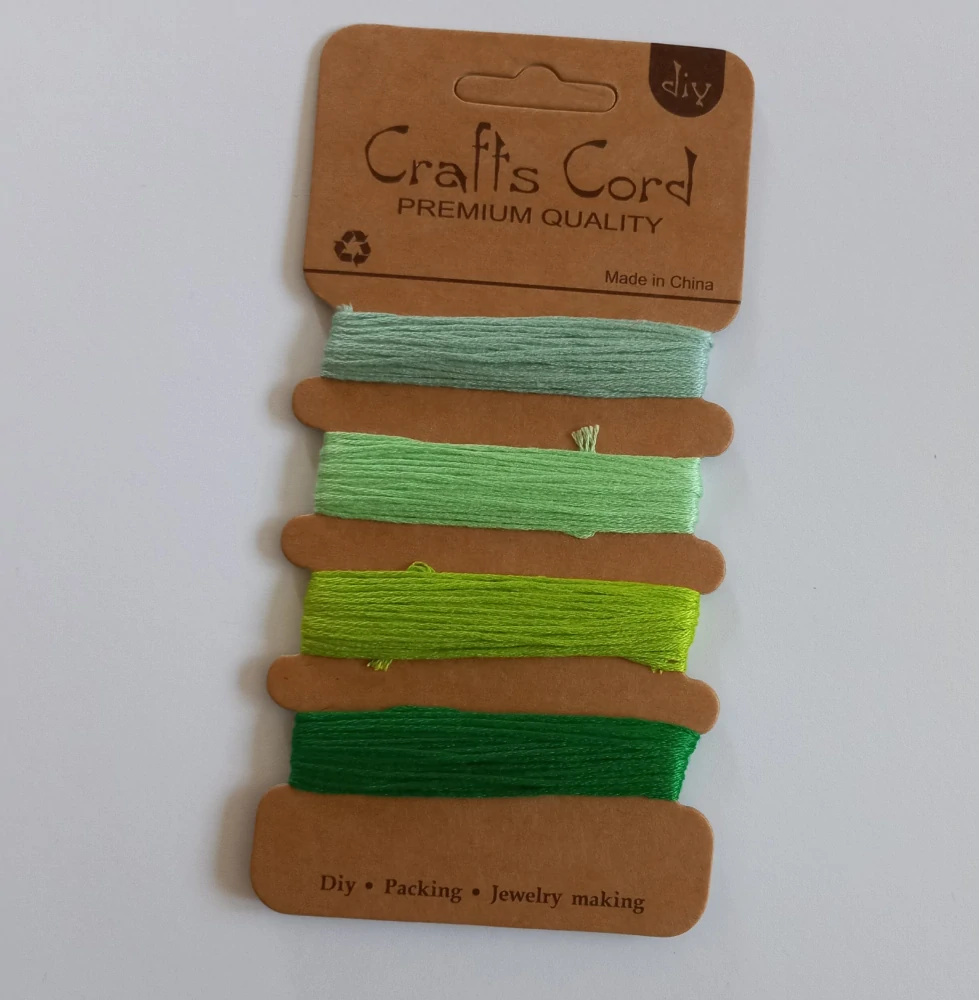 diy
Crafts Cord
PREMIUM QUALITY
Made in China
Diy • Packing • Jewelry making